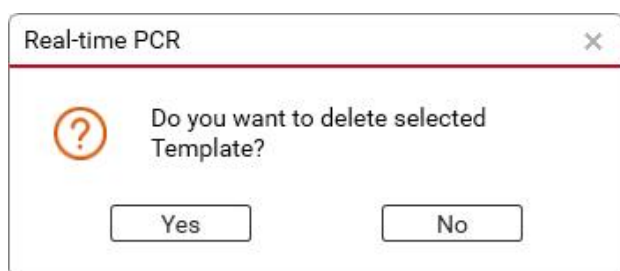 Real-time PCR
Do you want to delete selected
Template?
Yes
No